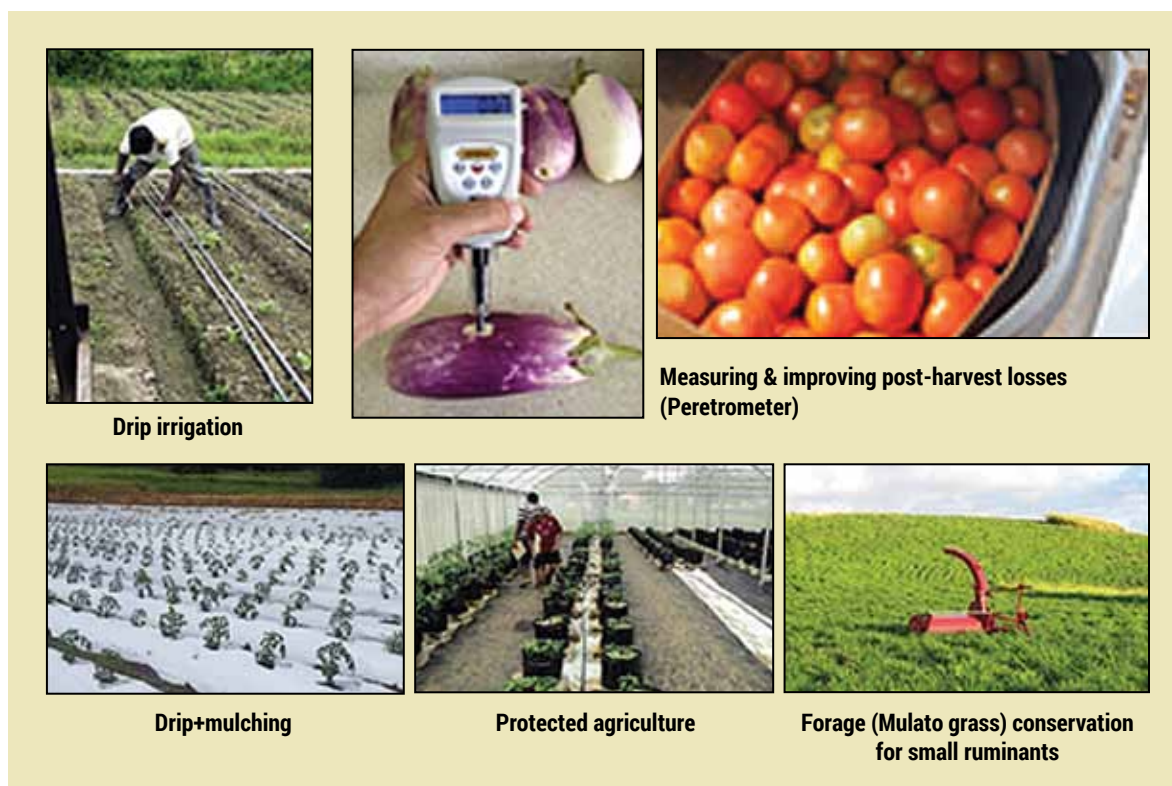 Drip irrigation
Measuring & improving post-harvest losses
(Peretrometer)
Drip+mulching
Protected agriculture
Forage (Mulato grass) conservation
for small ruminants